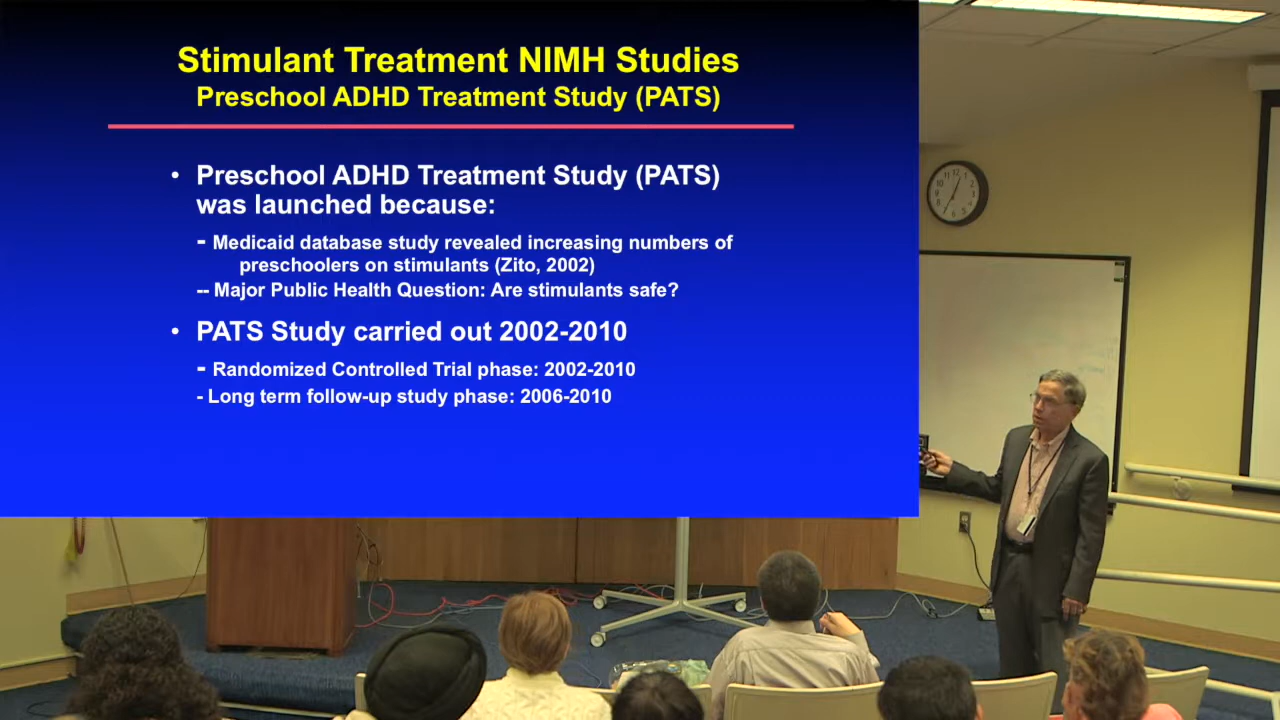 Stimulant Treatment NIMH Studies
Preschool ADHD Treatment Study (PATS)
• Preschool ADHD Treatment Study (PATS)
was launched because:
- Medicaid database study revealed increasing numbers of
preschoolers on stimulants (Zito, 2002)
-- Major Public Health Question: Are stimulants safe?
• PATS Study carried out 2002-2010
- Randomized Controlled Trial phase: 2002-2010
- Long term follow-up study phase: 2006-2010